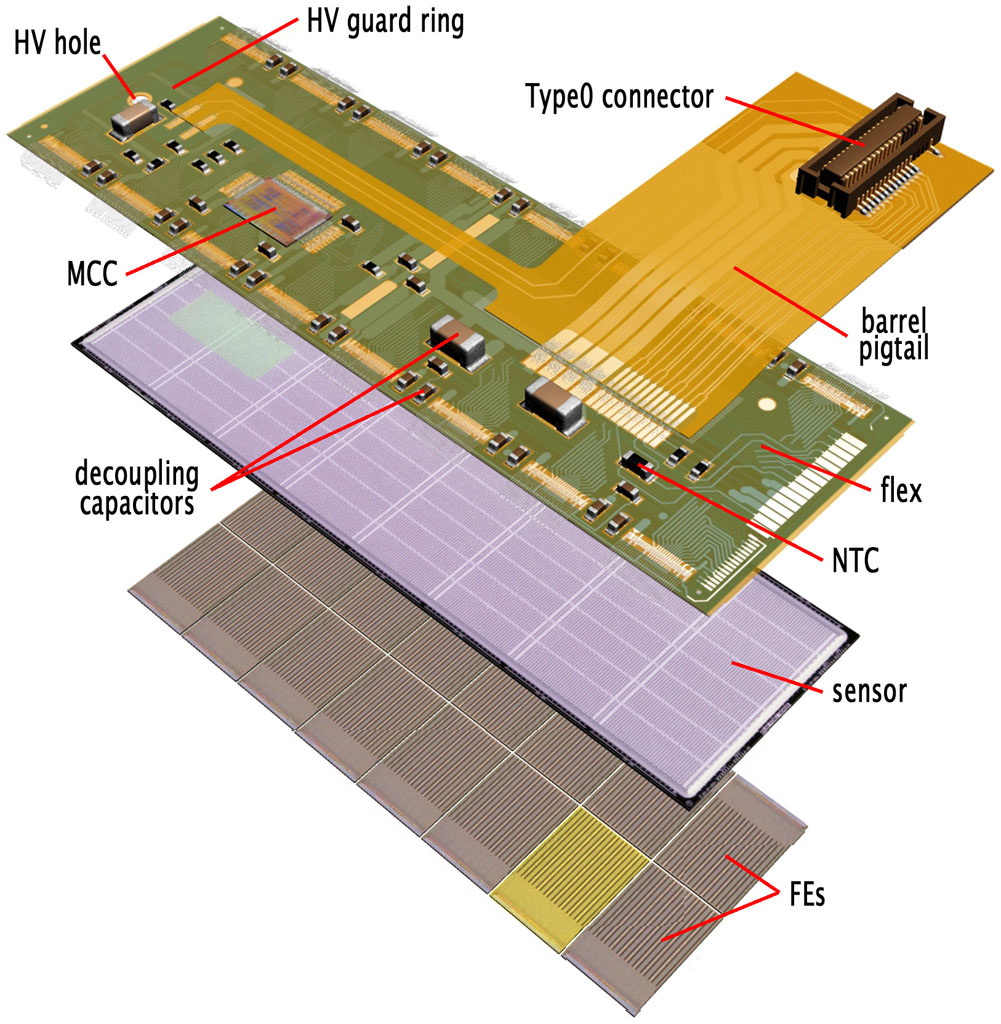 HV guard ring
HV hole
Type0 connector
MCC
barrel
pigtail
decoupling
capacitors
flex
NTC
sensor
FEs